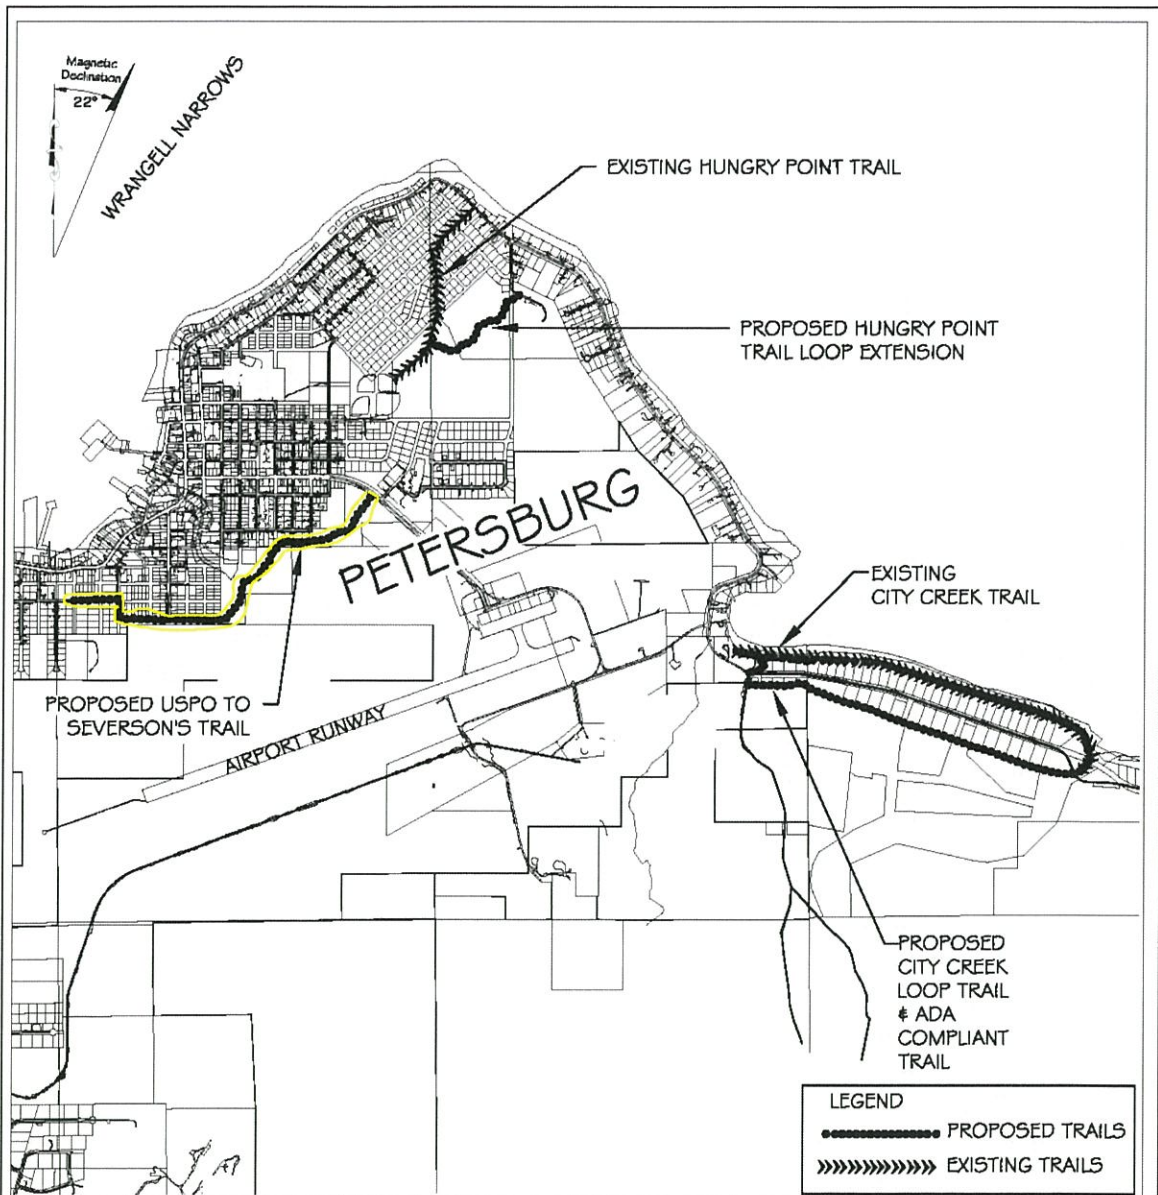 Magnetic
Declination
22°
WRANGELL NARROWS
EXISTING HUNGRY POINT TRAIL
PROPOSED HUNGRY POINT
TRAIL LOOP EXTENSION
PETERSBURG
EXISTING
CITY CREEK TRAIL
PROPOSED USPO TO
SEVERSON'S TRAIL
AIRPORT RUNWAY
PROPOSED
CITY CREEK
LOOP TRAIL
& ADA
COMPLIANT
TRAIL
LEGEND
PROPOSED TRAILS
EXISTING TRAILS